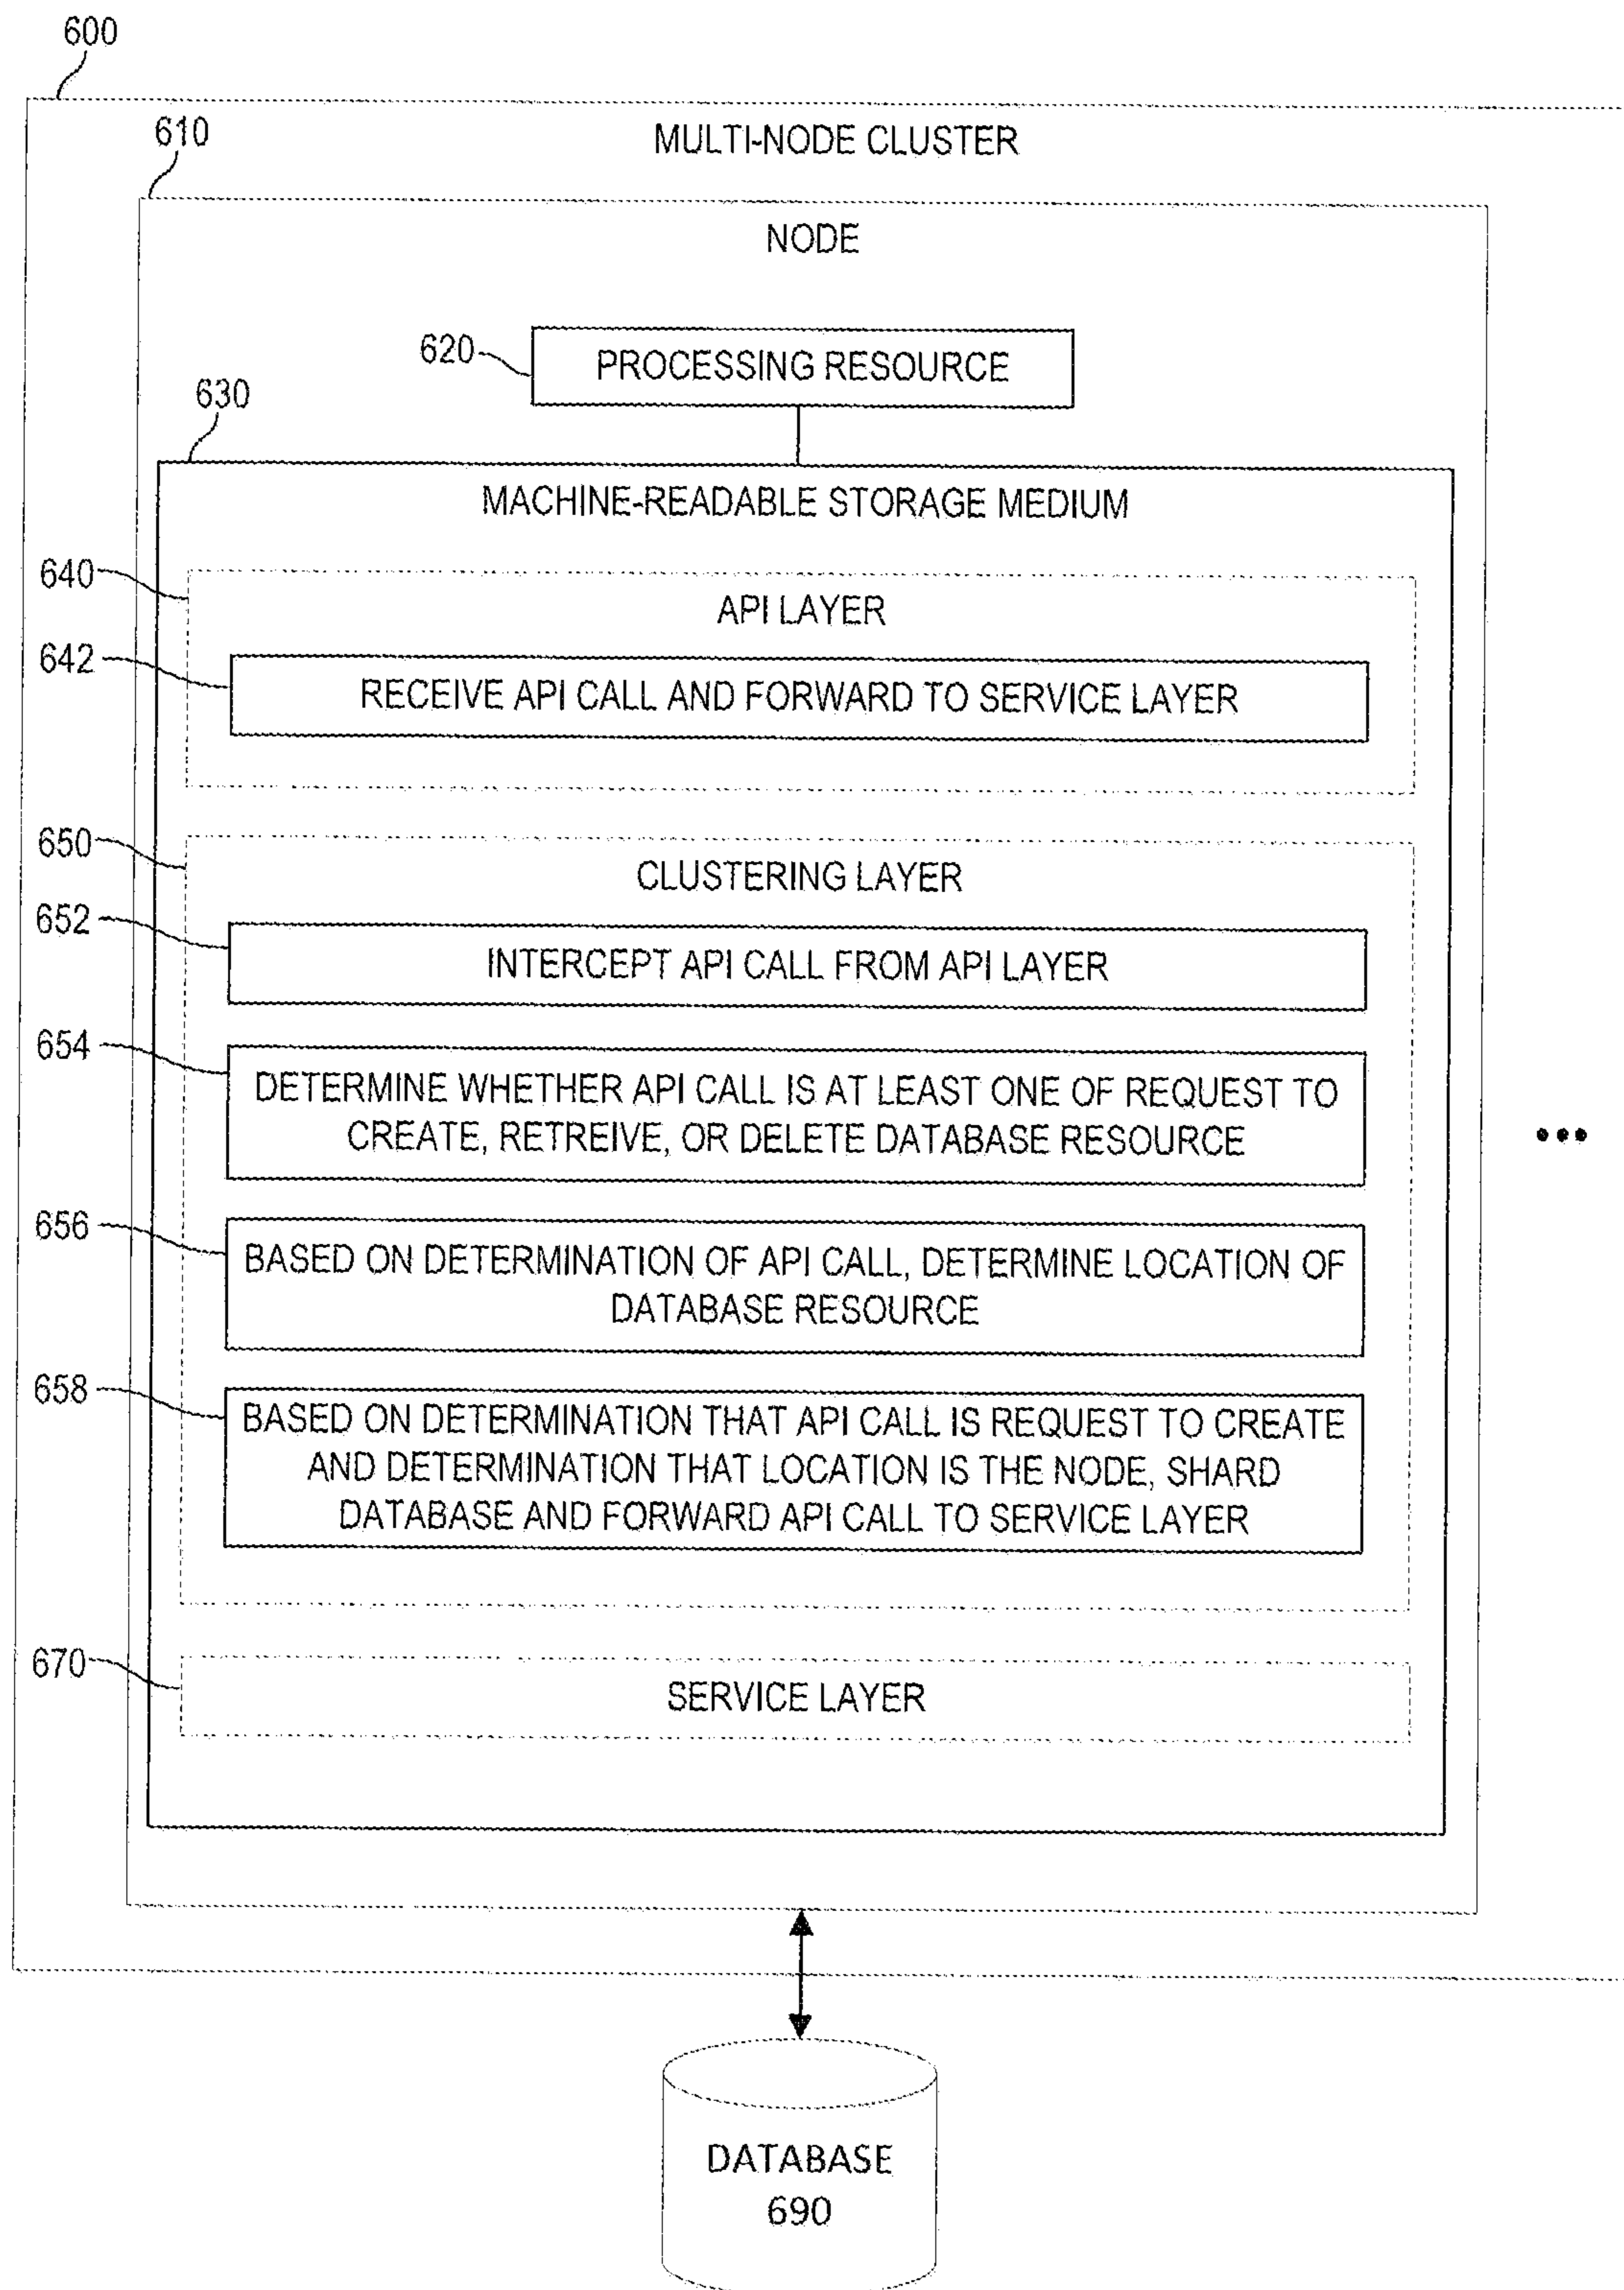 600
MULTI-NODE CLUSTER
610
NODE
620
PROCESSING RESOURCE
630
MACHINE-READABLE STORAGE MEDIUM
640
API LAYER
642
RECEIVE API CALL AND FORWARD TO SERVICE LAYER
650
CLUSTERING LAYER
652
INTERCEPT API CALL FROM API LAYER
654
DETERMINE WHETHER API CALL IS AT LEAST ONE OF REQUEST TO
CREATE, RETREIVE, OR DELETE DATABASE RESOURCE
656
BASED ON DETERMINATION OF API CALL, DETERMINE LOCATION OF
DATABASE RESOURCE
658
BASED ON DETERMINATION THAT API CALL IS REQUEST TO CREATE
AND DETERMINATION THAT LOCATION IS THE NODE, SHARD
DATABASE AND FORWARD API CALL TO SERVICE LAYER
670
SERVICE LAYER
DATABASE
690